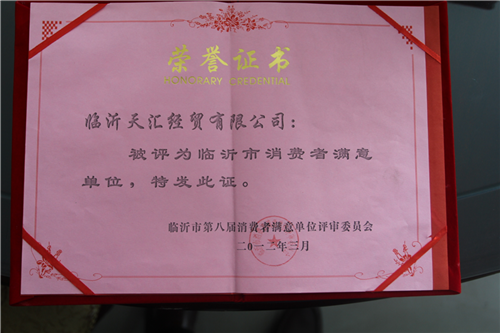 荣誉证书
HONORARY CREDENTIAL
临沂天汇经贸有限公司：
被评为临沂市消费者满意
单位，特发此证。
临沂市第八届消费者满意单位评审委员会
二〇一二年三月